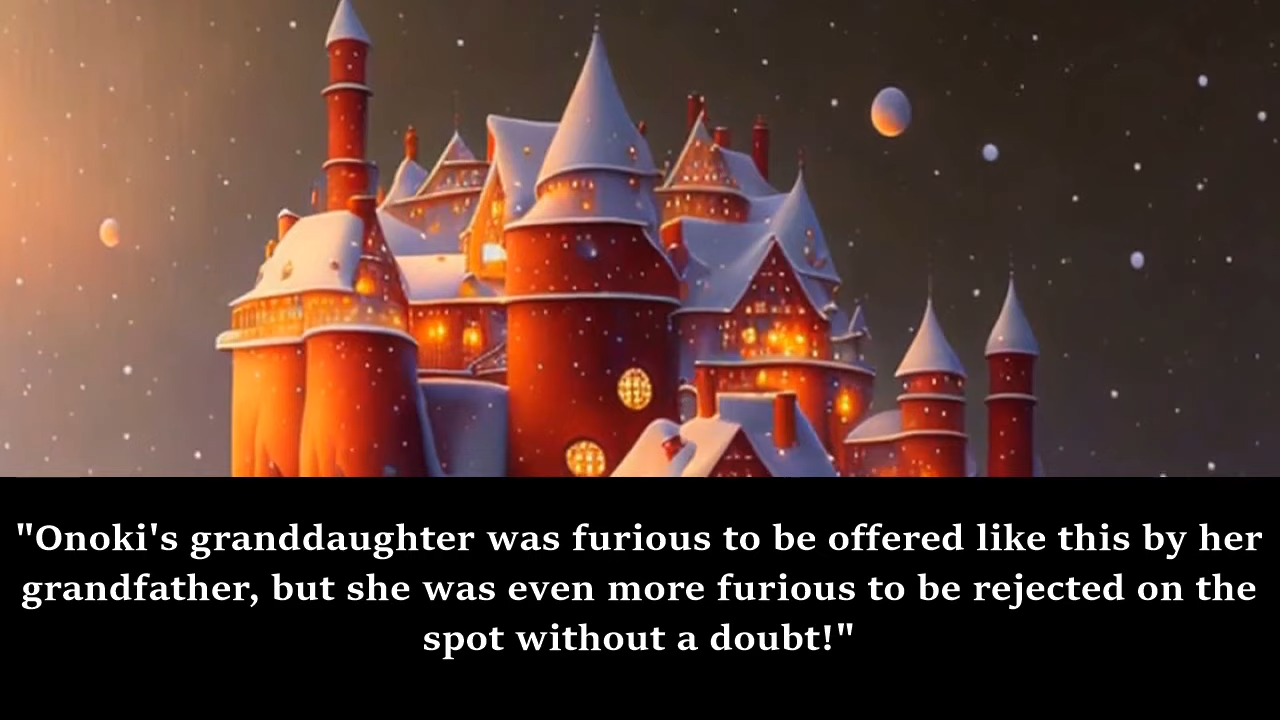 "Onoki's granddaughter was furious to be offered like this by her
grandfather, but she was even more furious to be rejected on the
spot without a doubt!"